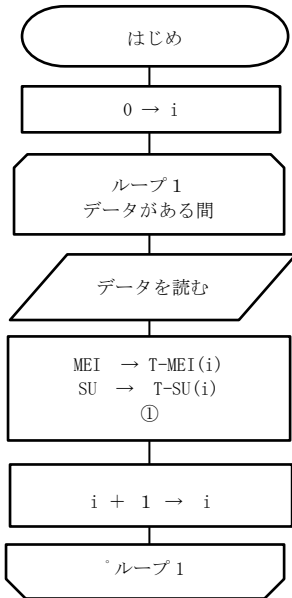 はじめ
0 → i
ループ１
データがある間
データを読む
MEI → T-MEI(i)
SU → T-SU(i)
①
i + 1 → i
゜ループ1